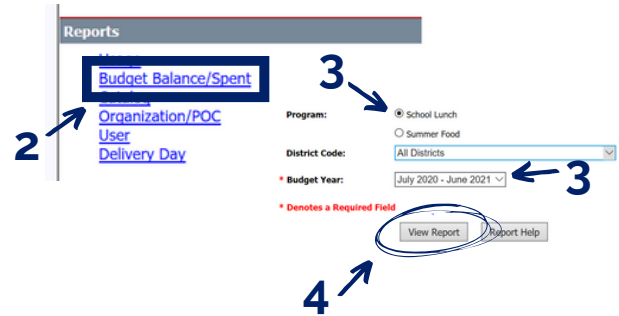 Reports
Budget Balance/Spent
Organization/POC
User
Delivery Day
2
3
Program:
School Lunch
Summer Food
District Code:
All Districts
* Budget Year:
July 2020 - June 2021
3
* Denotes a Required Field
View Report
Report Help
4